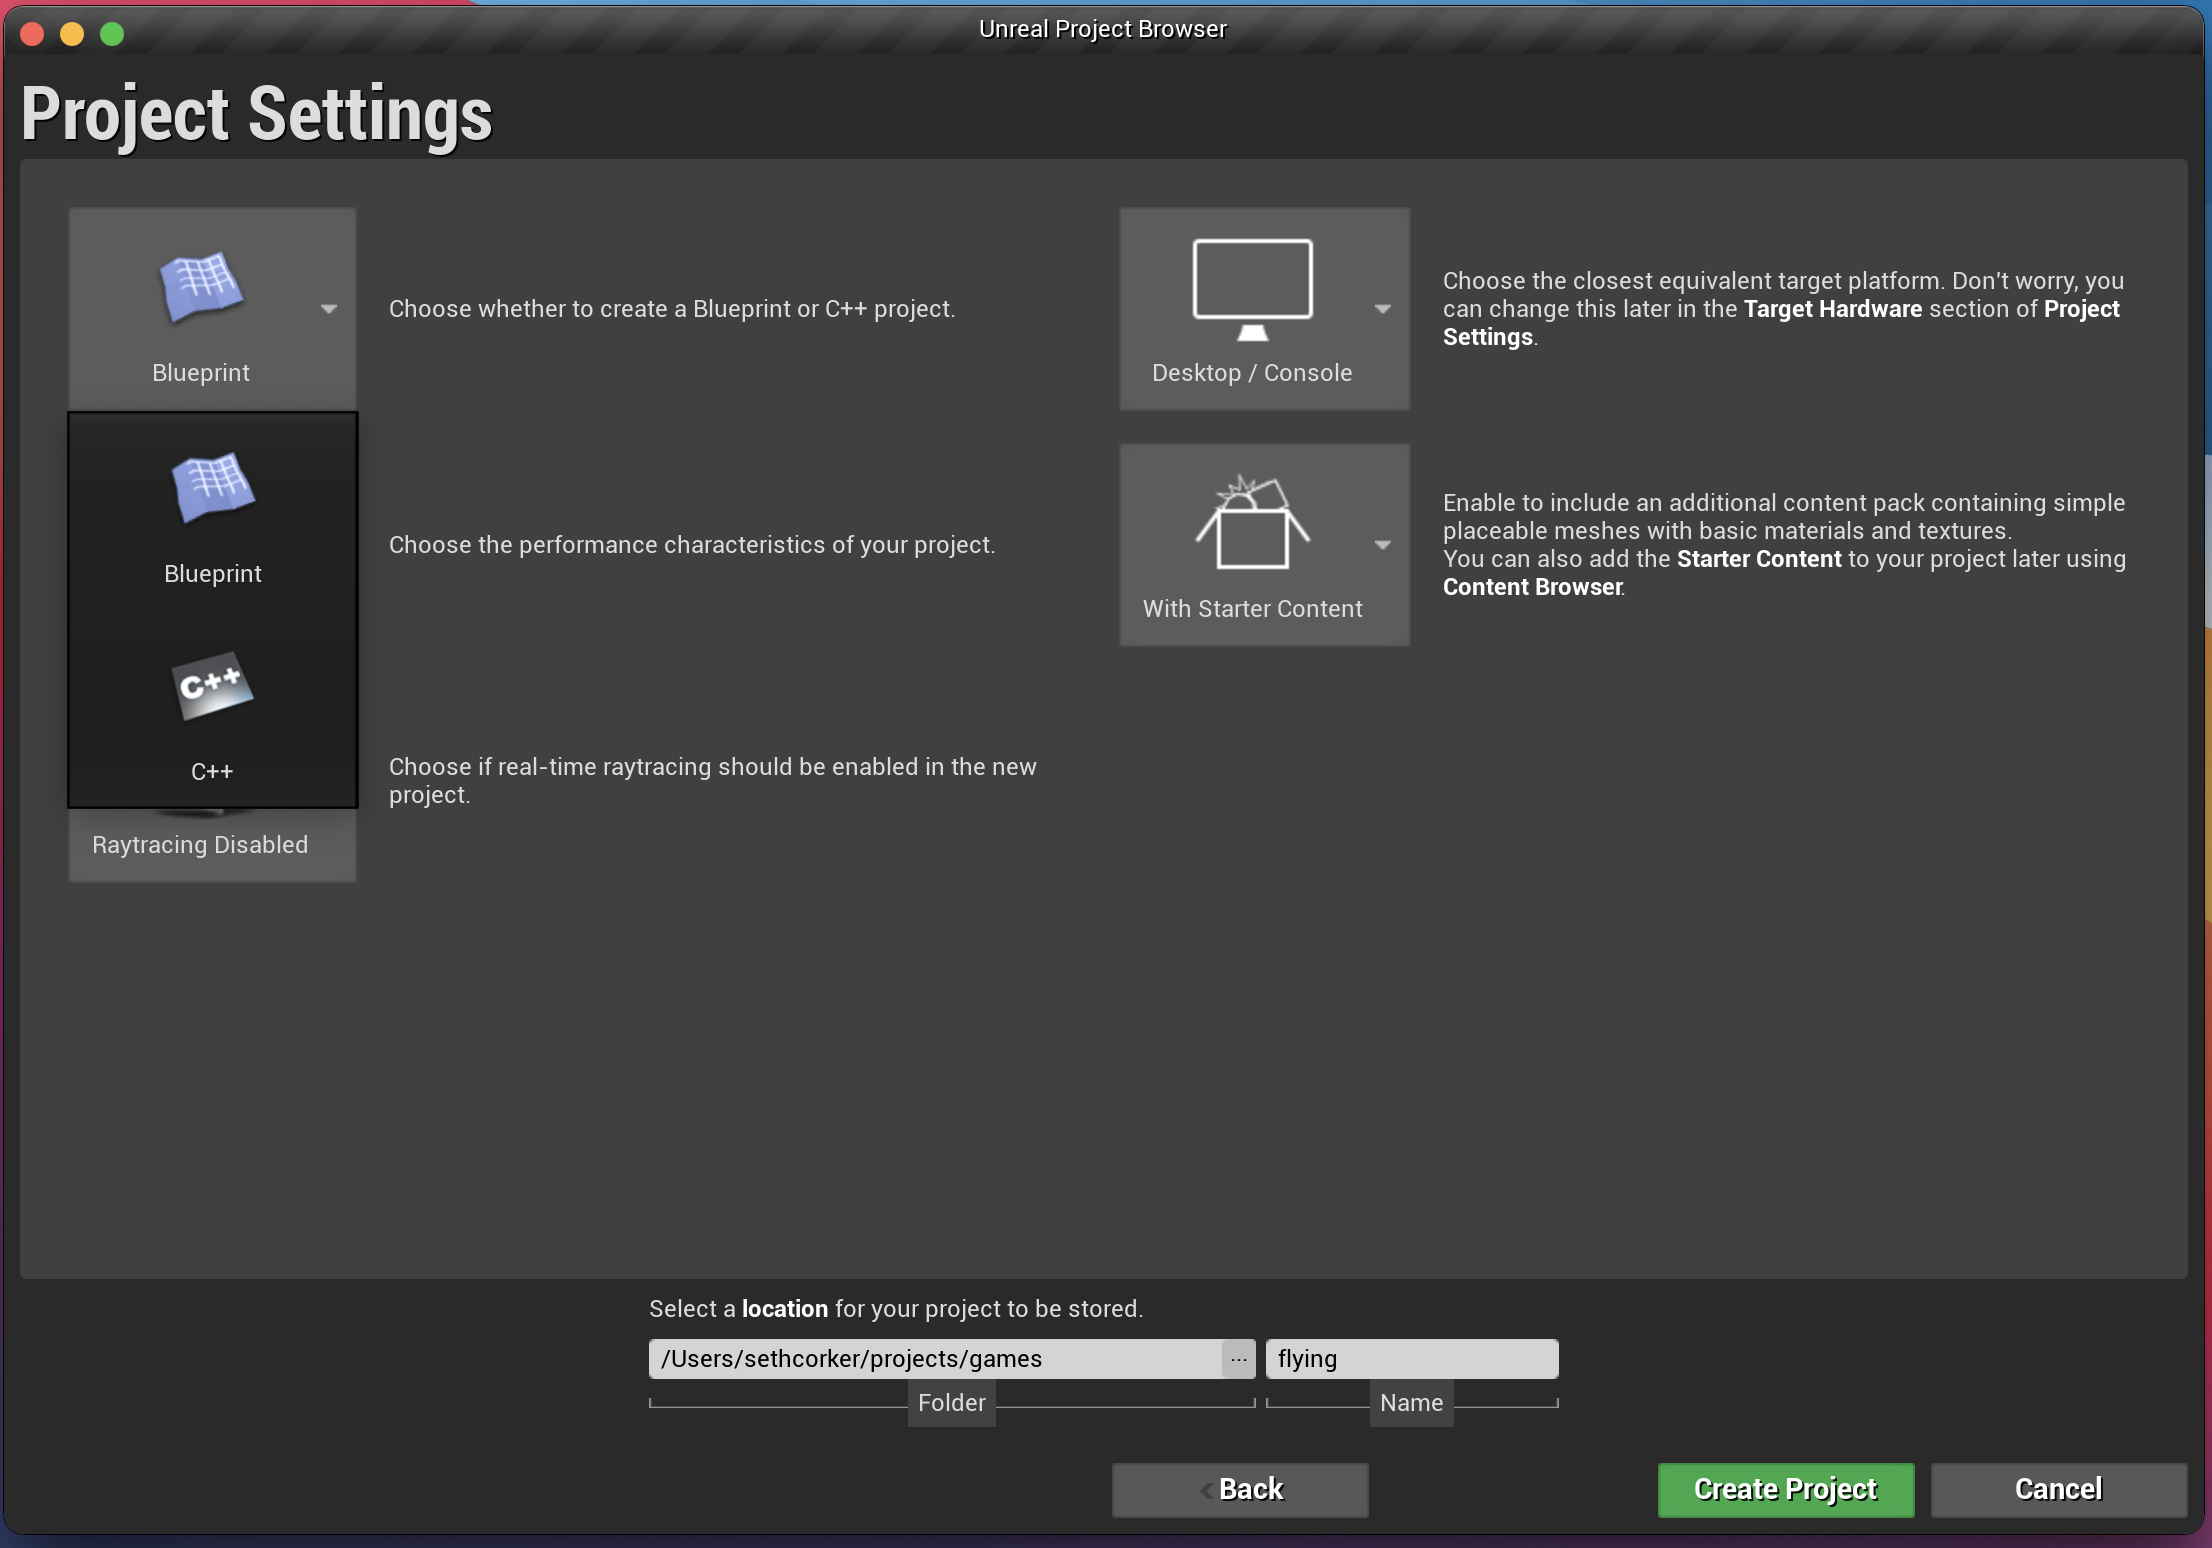 Unreal Project Browser
Project Settings
Blueprint
Choose whether to create a Blueprint or C++ project.
Blueprint
Choose the performance characteristics of your project.
C++
C++
Choose if real-time raytracing should be enabled in the new
project.
Raytracing Disabled
Desktop / Console
Choose the closest equivalent target platform. Don't worry, you
can change this later in the Target Hardware section of Project
Settings.
With Starter Content
Enable to include an additional content pack containing simple
placeable meshes with basic materials and textures.
You can also add the Starter Content to your project later using
Content Browser.
Select a location for your project to be stored.
/Users/sethcorker/projects/games
...
flying
Folder
Name
Back
Create Project
Cancel